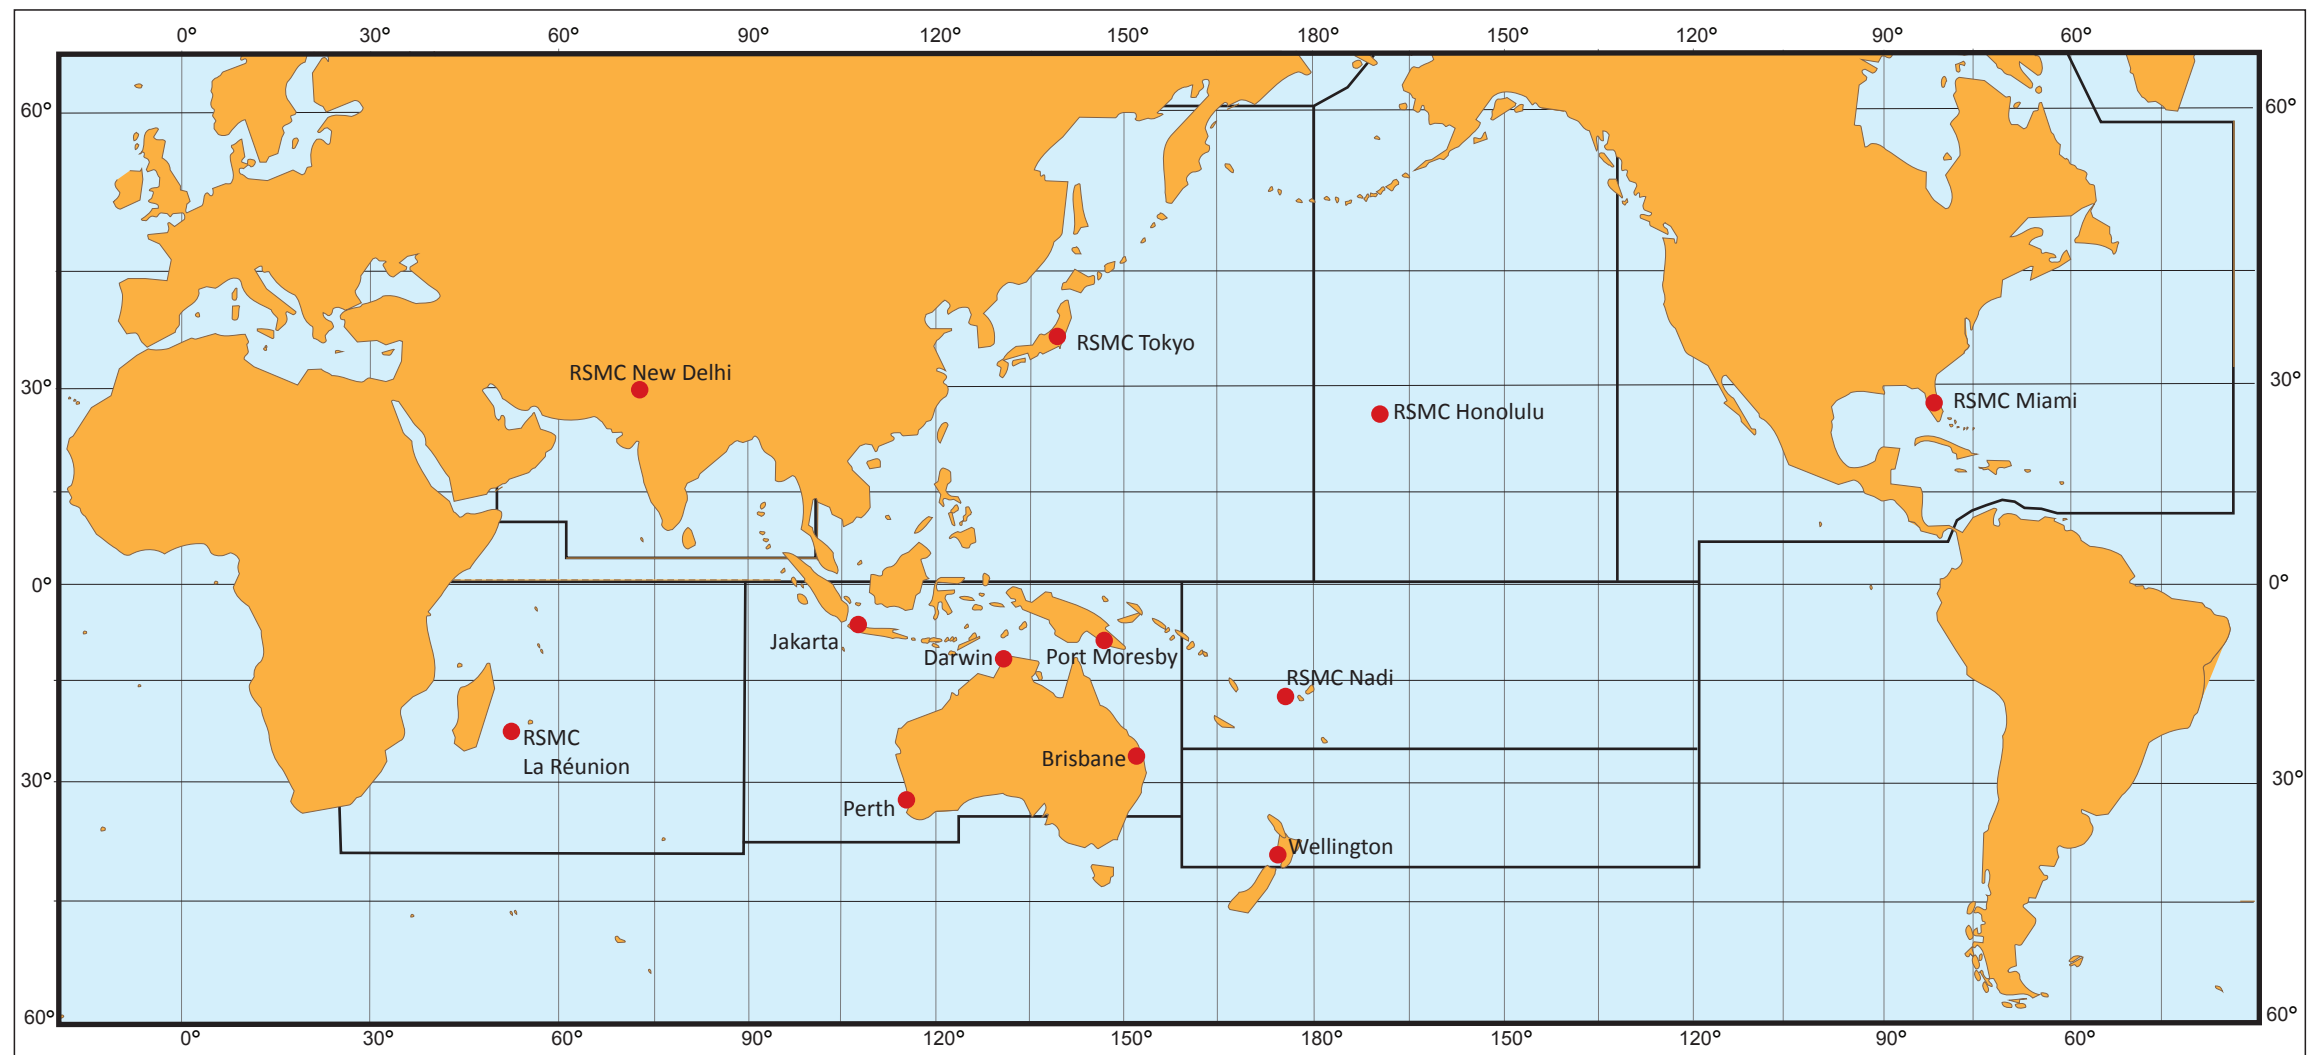 0° 30° 60° 90° 120° 150° 180° 150° 120° 90° 60°
60° 60°
RSMC Tokyo
RSMC New Delhi
30° 30°
RSMC Miami
RSMC Honolulu
0° 0°
Jakarta
Darwin
Port Moresby
RSMC Nadi
RSMC
La Réunion
Brisbane
30° 30°
Perth
Wellington
60° 60°
0° 30° 60° 90° 120° 150° 180° 150° 120° 90° 60°